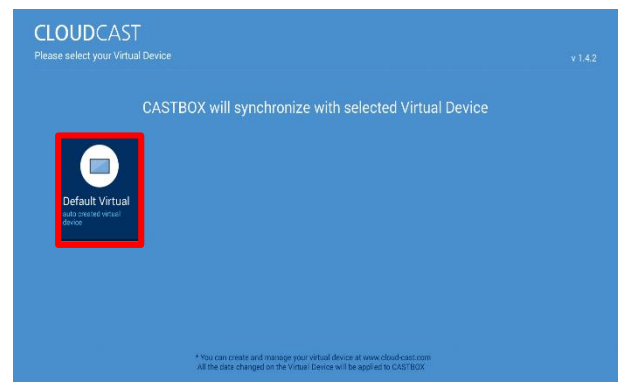 CLOUDCAST
Please select your Virtual Device
v 1.4.2
CASTBOX will synchronize with selected Virtual Device
Default Virtual
auto created virtual
device
* You can create and manage your virtual device at www.cloud-cast.com
All the data changed on the Virtual Device will be applied to CASTBOX